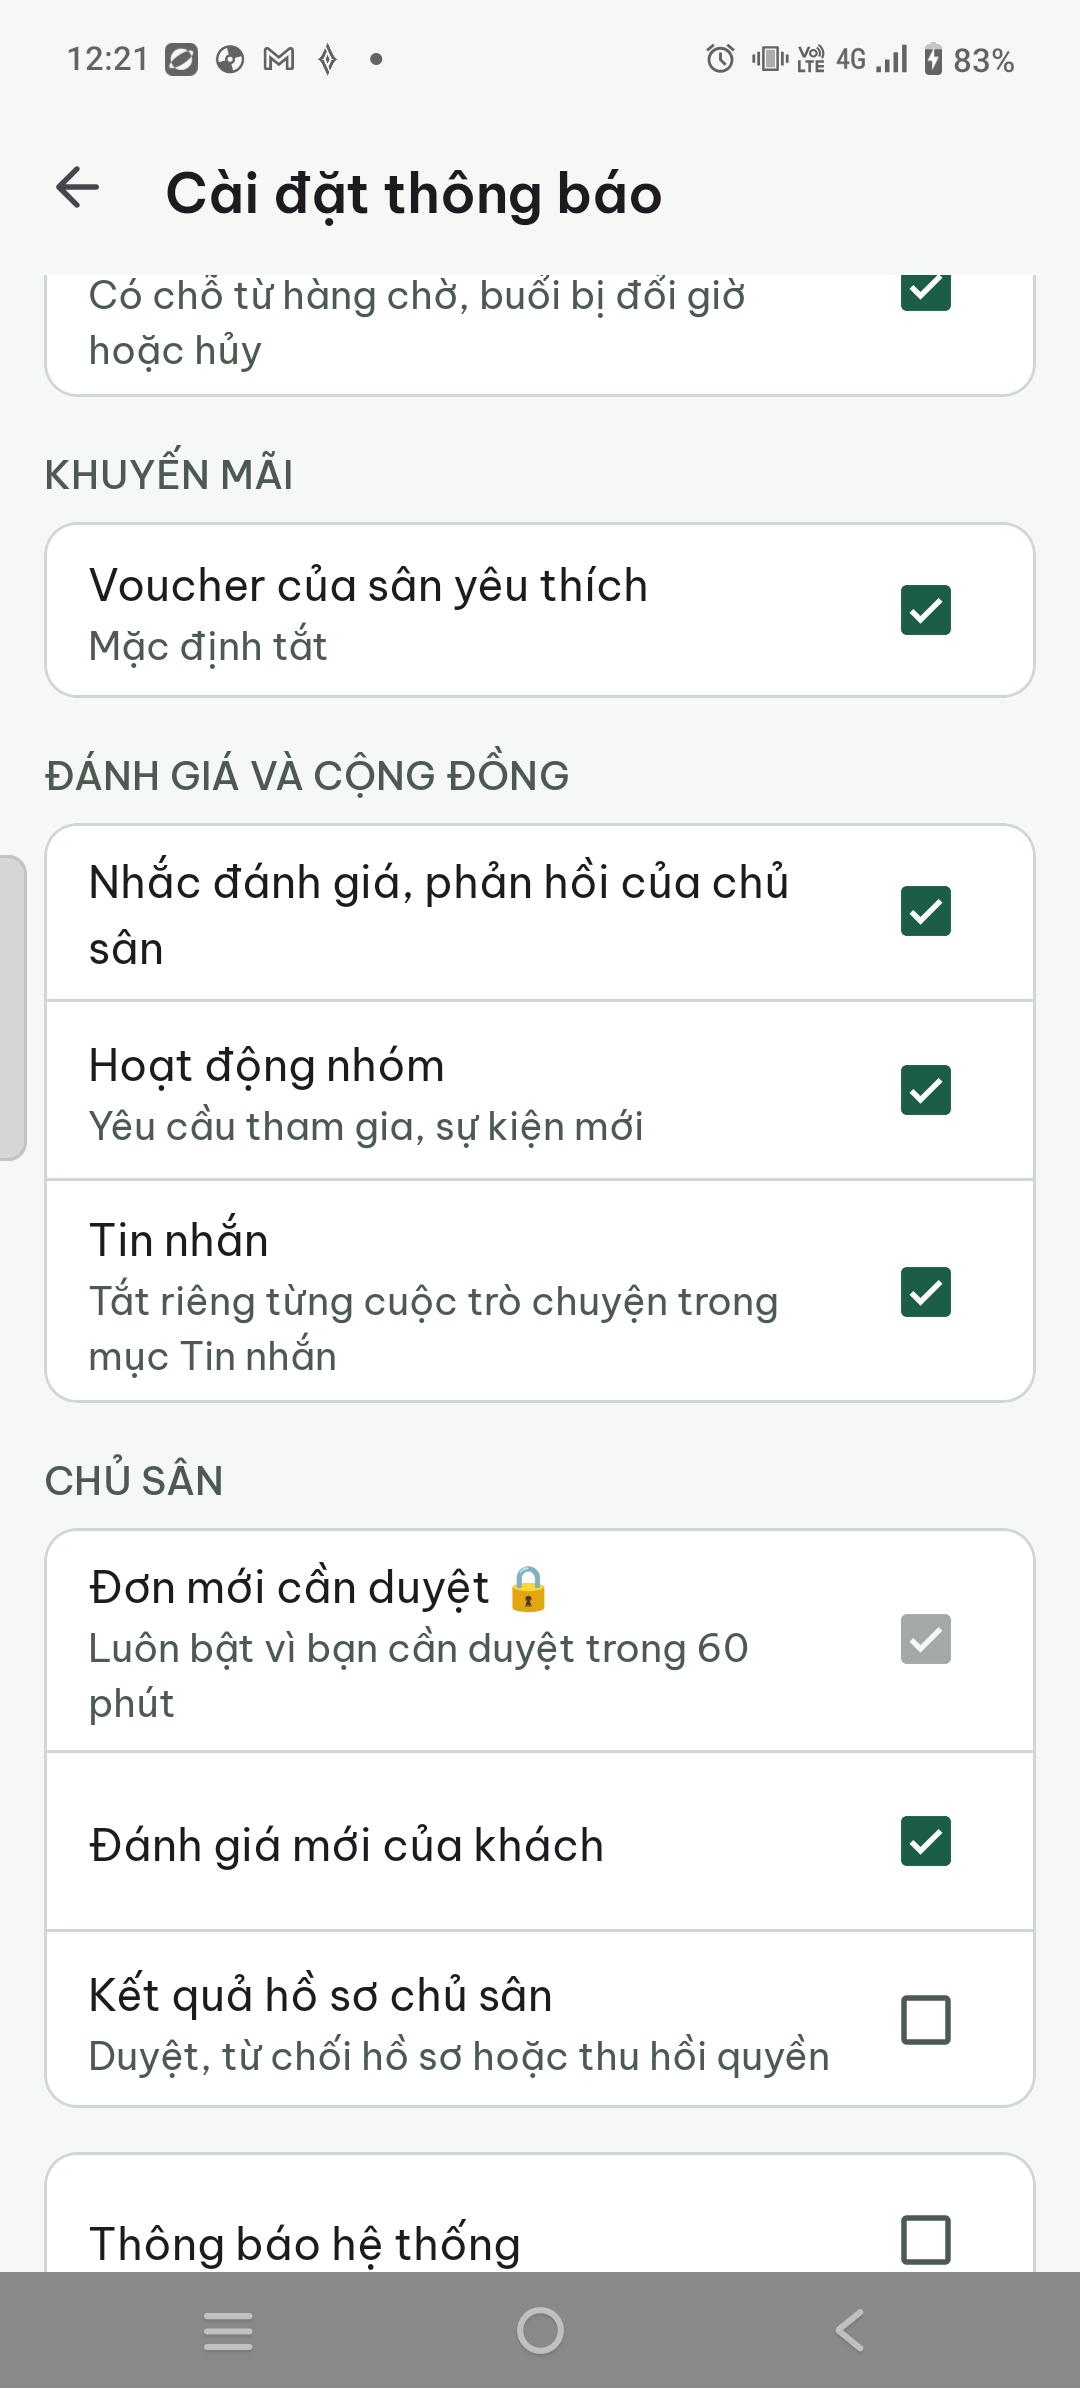 12:21
VoLTE 4G 83%
Cài đặt thông báo
Có chỗ từ hàng chờ, buổi bị đổi giờ
hoặc hủy
KHUYẾN MÃI
Voucher của sân yêu thích
Mặc định tắt
ĐÁNH GIÁ VÀ CỘNG ĐỒNG
Nhắc đánh giá, phản hồi của chủ
sân
Hoạt động nhóm
Yêu cầu tham gia, sự kiện mới
Tin nhắn
Tắt riêng từng cuộc trò chuyện trong
mục Tin nhắn
CHỦ SÂN
Đơn mới cần duyệt 🔒
Luôn bật vì bạn cần duyệt trong 60
phút
Đánh giá mới của khách
Kết quả hồ sơ chủ sân
Duyệt, từ chối hồ sơ hoặc thu hồi quyền
Thông báo hệ thống